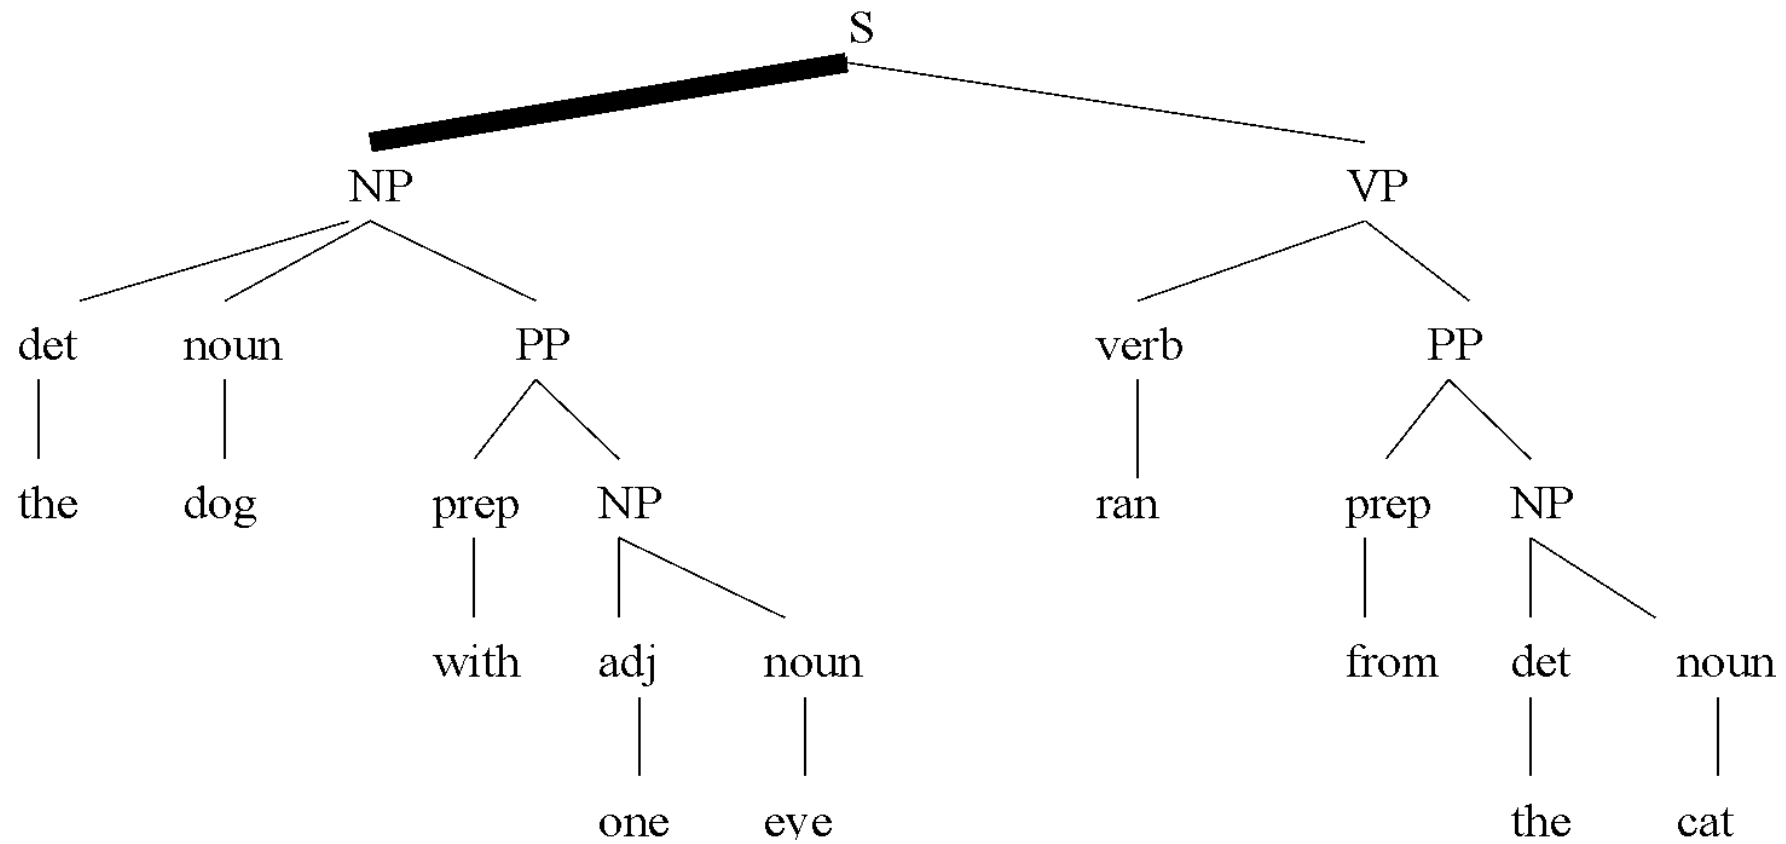 S
NP VP
det noun PP verb PP
the dog prep NP ran prep NP
with adj noun from det noun
one eye the cat